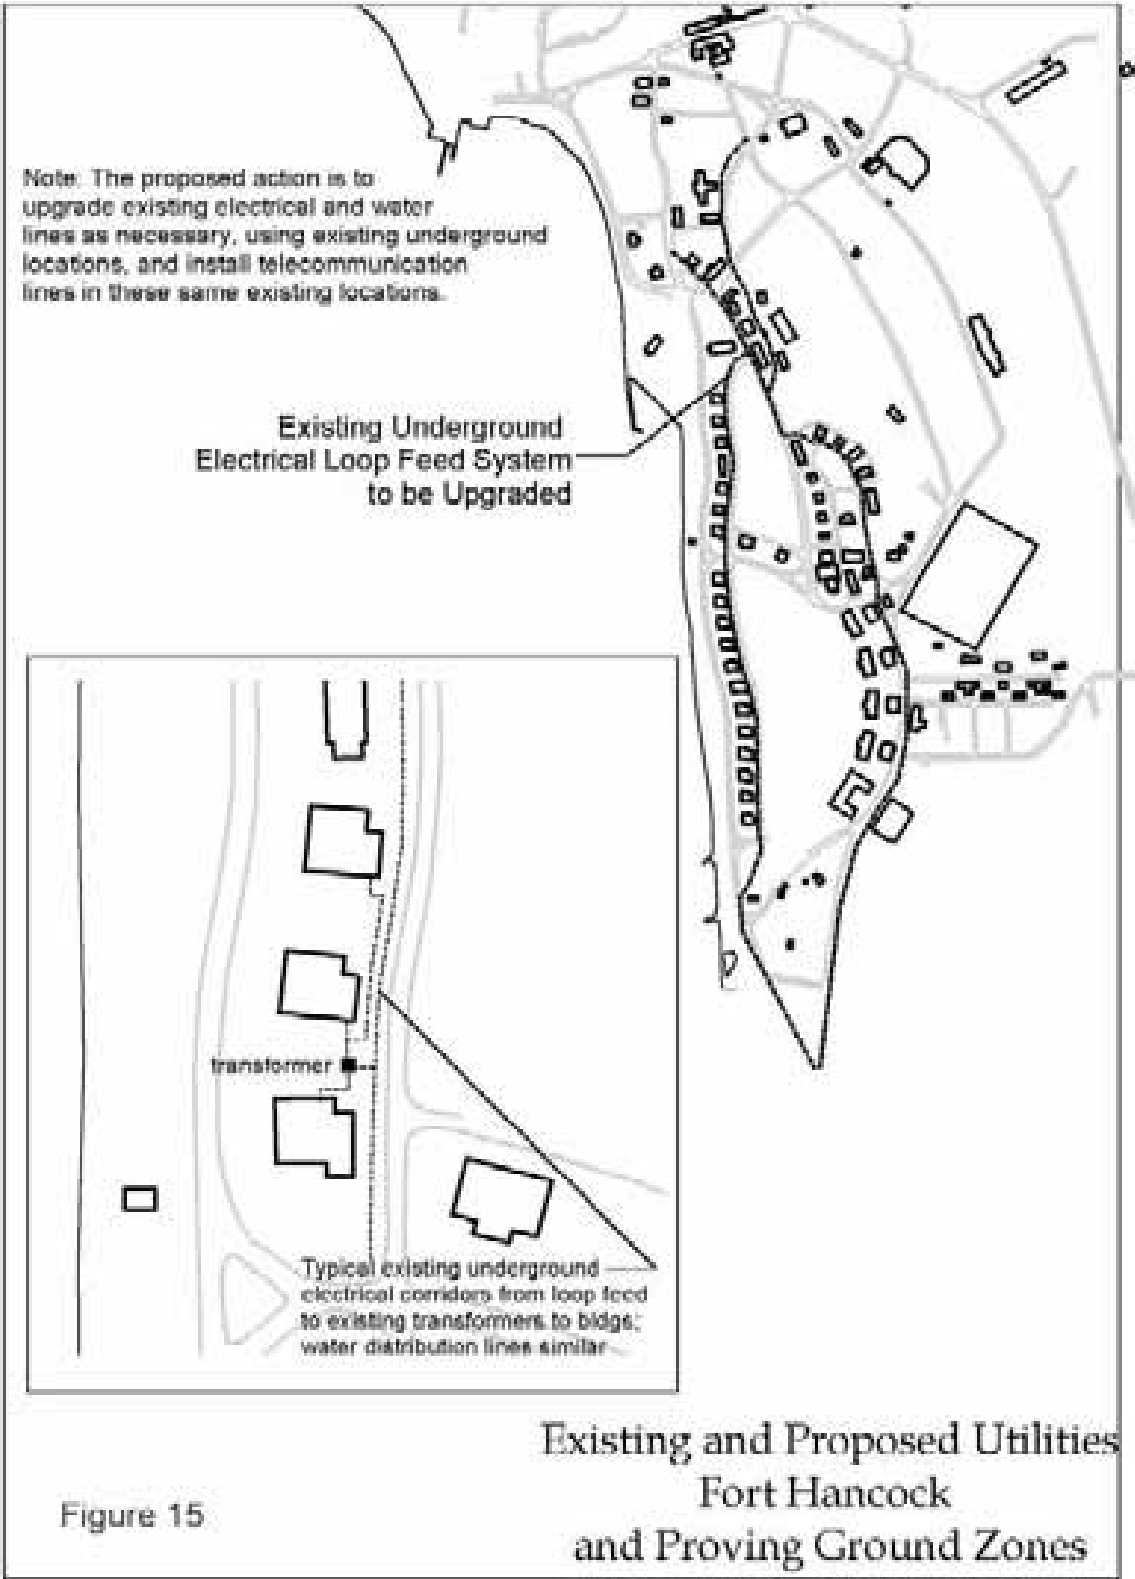 Note: The proposed action is to
upgrade existing electrical and water
lines as necessary, using existing underground
locations, and install telecommunication
lines in these same existing locations.
Existing Underground
Electrical Loop Feed System
to be Upgraded
transformer
Typical existing underground
electrical corridors from loop feed
to existing transformers to bldgs;
water distribution lines similar
Existing and Proposed Utilities
Fort Hancock
and Proving Ground Zones
Figure 15